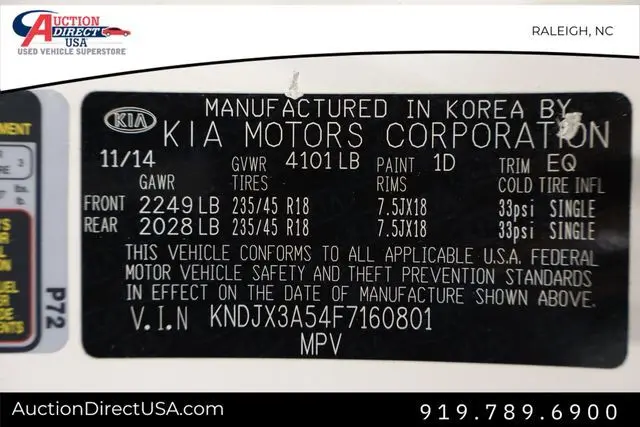 AUCTION
DIRECT
USA
USED VEHICLE SUPERSTORE
RALEIGH, NC
MENT
P72
KIA
MANUFACTURED IN KOREA BY
KIA MOTORS CORPORATION
11/14 GVWR 4101 LB PAINT 1D TRIM EQ
GAWR TIRES RIMS COLD TIRE INFL
FRONT 2249 LB 235/45 R18 7.5JX18 33psi SINGLE
REAR 2028 LB 235/45 R18 7.5JX18 33psi SINGLE
THIS VEHICLE CONFORMS TO ALL APPLICABLE U.S.A. FEDERAL
MOTOR VEHICLE SAFETY AND THEFT PREVENTION STANDARDS
IN EFFECT ON THE DATE OF MANUFACTURE SHOWN ABOVE.
V.I.N KNDJX3A54F7160801
MPV
AuctionDirectUSA.com
919.789.6900